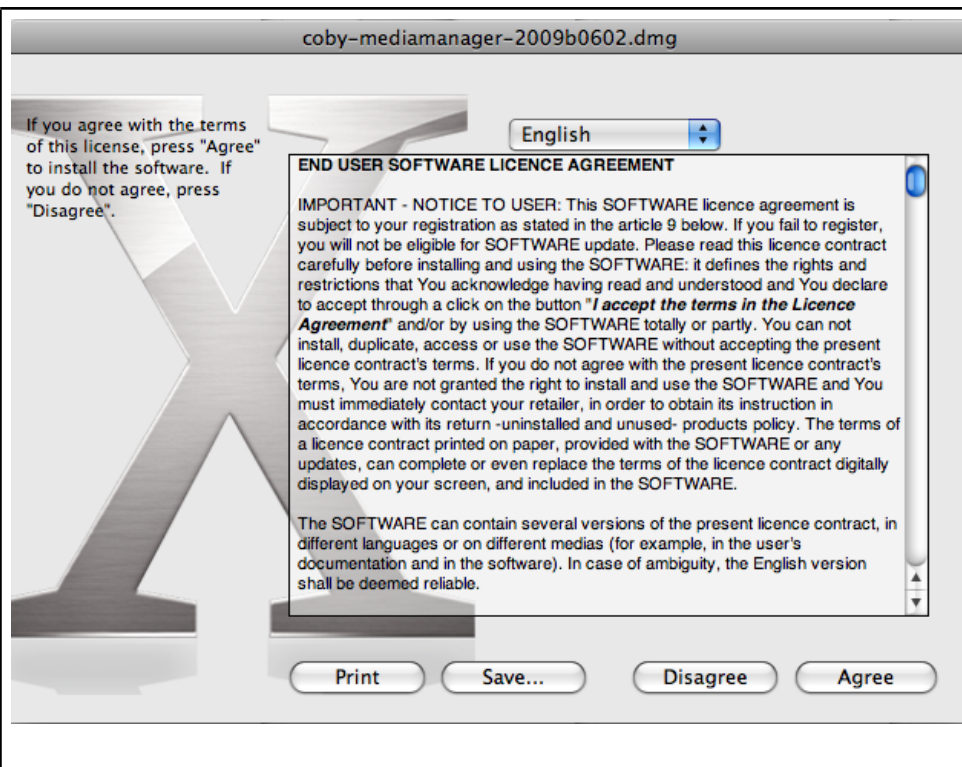 coby-mediamanager-2009b0602.dmg
If you agree with the terms
of this license, press "Agree"
to install the software. If
you do not agree, press
"Disagree".
English
END USER SOFTWARE LICENCE AGREEMENT
IMPORTANT - NOTICE TO USER: This SOFTWARE licence agreement is
subject to your registration as stated in the article 9 below. If you fail to register,
you will not be eligible for SOFTWARE update. Please read this licence contract
carefully before installing and using the SOFTWARE: it defines the rights and
restrictions that You acknowledge having read and understood and You declare
to accept through a click on the button "I accept the terms in the Licence
Agreement" and/or by using the SOFTWARE totally or partly. You can not
install, duplicate, access or use the SOFTWARE without accepting the present
licence contract's terms. If you do not agree with the present licence contract's
terms, You are not granted the right to install and use the SOFTWARE and You
must immediately contact your retailer, in order to obtain its instruction in
accordance with its return -uninstalled and unused- products policy. The terms of
a licence contract printed on paper, provided with the SOFTWARE or any
updates, can complete or even replace the terms of the licence contract digitally
displayed on your screen, and included in the SOFTWARE.
The SOFTWARE can contain several versions of the present licence contract, in
different languages or on different medias (for example, in the user's
documentation and in the software). In case of ambiguity, the English version
shall be deemed reliable.
Print
Save...
Disagree
Agree